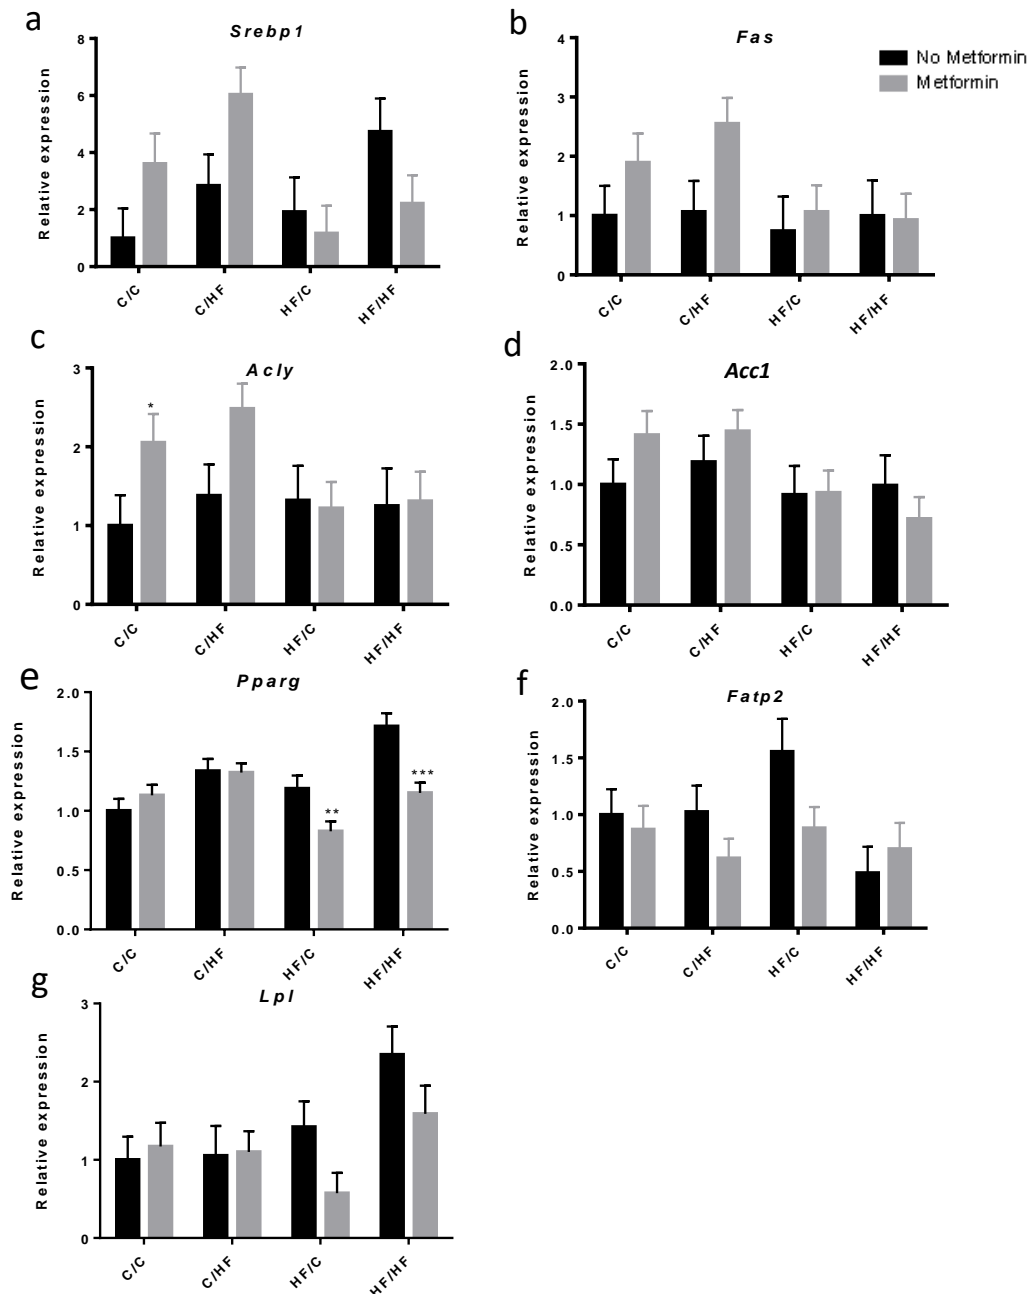 a
Srebp1
Relative expression
8
6
4
2
0
C/C
C/HF
HF/C
HF/HF
b
Fas
Relative expression
4
3
2
1
0
C/C
C/HF
HF/C
HF/HF
No Metformin
Metformin
c
Acly
Relative expression
3
2
1
0
*
C/C
C/HF
HF/C
HF/HF
d
Acc1
Relative expression
2.0
1.5
1.0
0.5
0.0
C/C
C/HF
HF/C
HF/HF
e
Pparg
Relative expression
2.0
1.5
1.0
0.5
0.0
**
***
C/C
C/HF
HF/C
HF/HF
f
Fatp2
Relative expression
2.0
1.5
1.0
0.5
0.0
C/C
C/HF
HF/C
HF/HF
g
Lpl
Relative expression
3
2
1
0
C/C
C/HF
HF/C
HF/HF